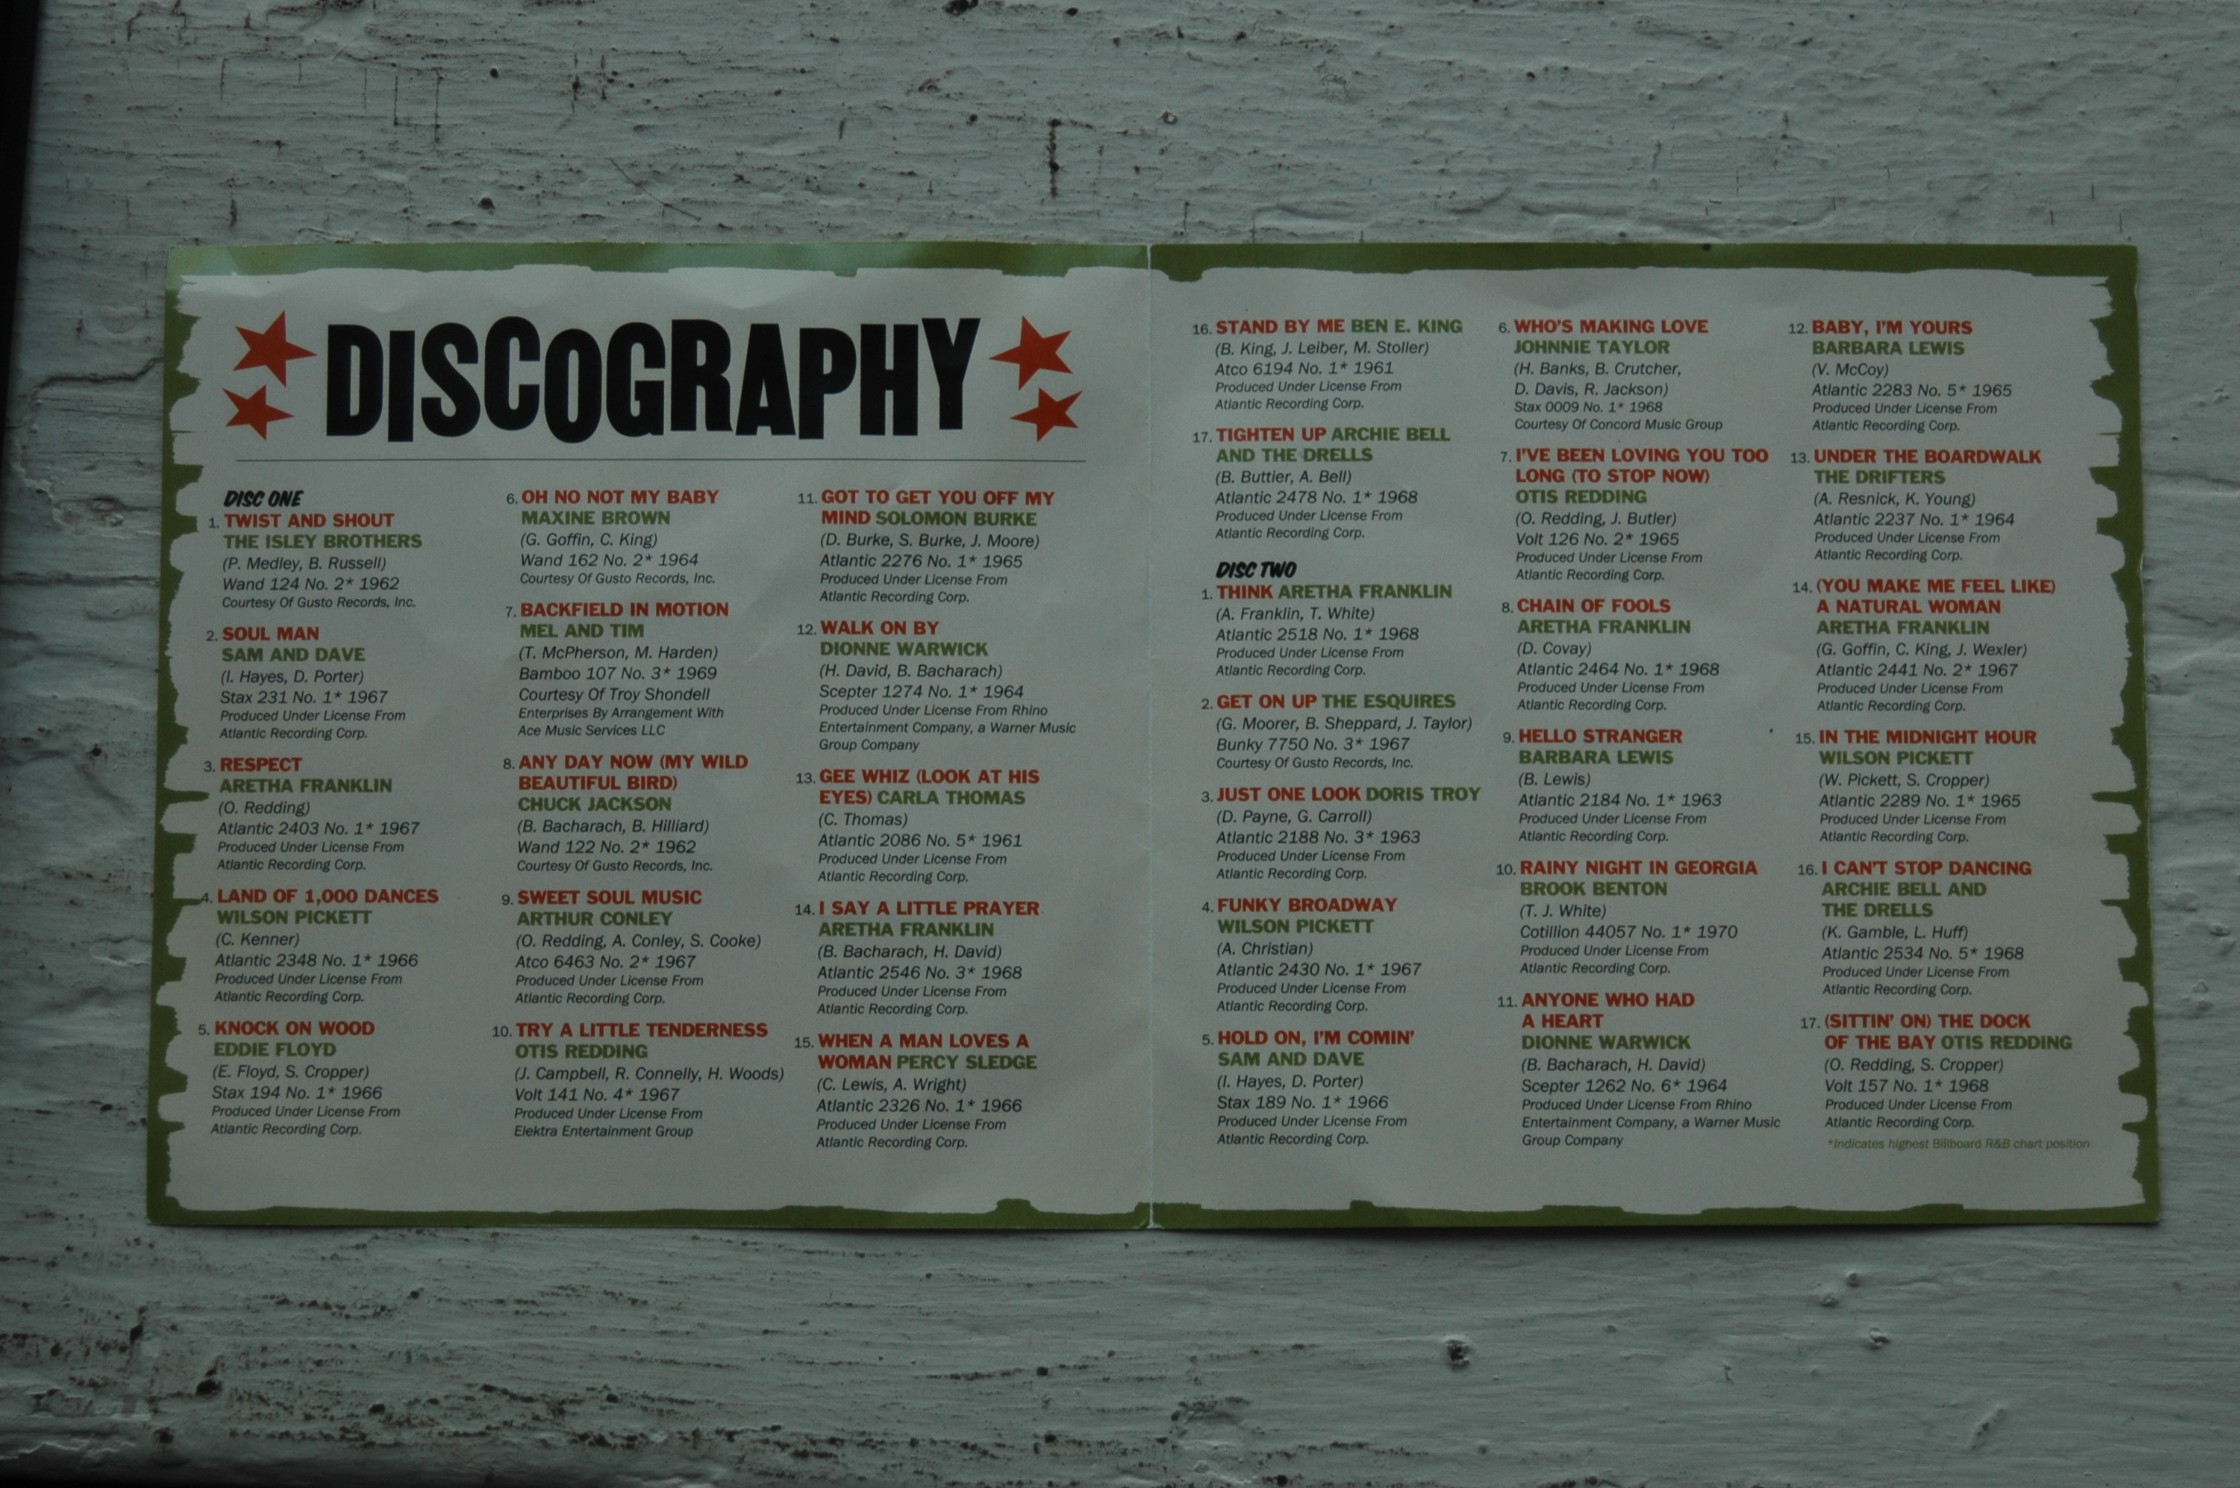 DISCOGRAPHY
DISC ONE
1. TWIST AND SHOUT
THE ISLEY BROTHERS
(P. Medley, B. Russell)
Wand 124 No. 2* 1962
Courtesy Of Gusto Records, Inc.
2. SOUL MAN
SAM AND DAVE
(I. Hayes, D. Porter)
Stax 231 No. 1* 1967
Produced Under License From
Atlantic Recording Corp.
3. RESPECT
ARETHA FRANKLIN
(O. Redding)
Atlantic 2403 No. 1* 1967
Produced Under License From
Atlantic Recording Corp.
4. LAND OF 1,000 DANCES
WILSON PICKETT
(C. Kenner)
Atlantic 2348 No. 1* 1966
Produced Under License From
Atlantic Recording Corp.
5. KNOCK ON WOOD
EDDIE FLOYD
(E. Floyd, S. Cropper)
Stax 194 No. 1* 1966
Produced Under License From
Atlantic Recording Corp.
6. OH NO NOT MY BABY
MAXINE BROWN
(G. Goffin, C. King)
Wand 162 No. 2* 1964
Courtesy Of Gusto Records, Inc.
7. BACKFIELD IN MOTION
MEL AND TIM
(T. McPherson, M. Harden)
Bamboo 107 No. 3* 1969
Courtesy Of Troy Shondell
Enterprises By Arrangement With
Ace Music Services LLC
8. ANY DAY NOW (MY WILD
BEAUTIFUL BIRD)
CHUCK JACKSON
(B. Bacharach, B. Hilliard)
Wand 122 No. 2* 1962
Courtesy Of Gusto Records, Inc.
9. SWEET SOUL MUSIC
ARTHUR CONLEY
(O. Redding, A. Conley, S. Cooke)
Atco 6463 No. 2* 1967
Produced Under License From
Atlantic Recording Corp.
10. TRY A LITTLE TENDERNESS
OTIS REDDING
(J. Campbell, R. Connelly, H. Woods)
Volt 141 No. 4* 1967
Produced Under License From
Elektra Entertainment Group
11. GOT TO GET YOU OFF MY
MIND SOLOMON BURKE
(D. Burke, S. Burke, J. Moore)
Atlantic 2276 No. 1* 1965
Produced Under License From
Atlantic Recording Corp.
12. WALK ON BY
DIONNE WARWICK
(H. David, B. Bacharach)
Scepter 1274 No. 1* 1964
Produced Under License From Rhino
Entertainment Company, a Warner Music
Group Company
13. GEE WHIZ (LOOK AT HIS
EYES) CARLA THOMAS
(C. Thomas)
Atlantic 2086 No. 5* 1961
Produced Under License From
Atlantic Recording Corp.
14. I SAY A LITTLE PRAYER
ARETHA FRANKLIN
(B. Bacharach, H. David)
Atlantic 2546 No. 3* 1968
Produced Under License From
Atlantic Recording Corp.
15. WHEN A MAN LOVES A
WOMAN PERCY SLEDGE
(C. Lewis, A. Wright)
Atlantic 2326 No. 1* 1966
Produced Under License From
Atlantic Recording Corp.
16. STAND BY ME BEN E. KING
(B. King, J. Leiber, M. Stoller)
Atco 6194 No. 1* 1961
Produced Under License From
Atlantic Recording Corp.
17. TIGHTEN UP ARCHIE BELL
AND THE DRELLS
(B. Buttier, A. Bell)
Atlantic 2478 No. 1* 1968
Produced Under License From
Atlantic Recording Corp.
DISC TWO
1. THINK ARETHA FRANKLIN
(A. Franklin, T. White)
Atlantic 2518 No. 1* 1968
Produced Under License From
Atlantic Recording Corp.
2. GET ON UP THE ESQUIRES
(G. Moorer, B. Sheppard, J. Taylor)
Bunky 7750 No. 3* 1967
Courtesy Of Gusto Records, Inc.
3. JUST ONE LOOK DORIS TROY
(D. Payne, G. Carroll)
Atlantic 2188 No. 3* 1963
Produced Under License From
Atlantic Recording Corp.
4. FUNKY BROADWAY
WILSON PICKETT
(A. Christian)
Atlantic 2430 No. 1* 1967
Produced Under License From
Atlantic Recording Corp.
5. HOLD ON, I'M COMIN'
SAM AND DAVE
(I. Hayes, D. Porter)
Stax 189 No. 1* 1966
Produced Under License From
Atlantic Recording Corp.
6. WHO'S MAKING LOVE
JOHNNIE TAYLOR
(H. Banks, B. Crutcher,
D. Davis, R. Jackson)
Stax 0009 No. 1* 1968
Courtesy Of Concord Music Group
7. I'VE BEEN LOVING YOU TOO
LONG (TO STOP NOW)
OTIS REDDING
(O. Redding, J. Butler)
Volt 126 No. 2* 1965
Produced Under License From
Atlantic Recording Corp.
8. CHAIN OF FOOLS
ARETHA FRANKLIN
(D. Covay)
Atlantic 2464 No. 1* 1968
Produced Under License From
Atlantic Recording Corp.
9. HELLO STRANGER
BARBARA LEWIS
(B. Lewis)
Atlantic 2184 No. 1* 1963
Produced Under License From
Atlantic Recording Corp.
10. RAINY NIGHT IN GEORGIA
BROOK BENTON
(T. J. White)
Cotillion 44057 No. 1* 1970
Produced Under License From
Atlantic Recording Corp.
11. ANYONE WHO HAD
A HEART
DIONNE WARWICK
(B. Bacharach, H. David)
Scepter 1262 No. 6* 1964
Produced Under License From Rhino
Entertainment Company, a Warner Music
Group Company
12. BABY, I'M YOURS
BARBARA LEWIS
(V. McCoy)
Atlantic 2283 No. 5* 1965
Produced Under License From
Atlantic Recording Corp.
13. UNDER THE BOARDWALK
THE DRIFTERS
(A. Resnick, K. Young)
Atlantic 2237 No. 1* 1964
Produced Under License From
Atlantic Recording Corp.
14. (YOU MAKE ME FEEL LIKE)
A NATURAL WOMAN
ARETHA FRANKLIN
(G. Goffin, C. King, J. Wexler)
Atlantic 2441 No. 2* 1967
Produced Under License From
Atlantic Recording Corp.
15. IN THE MIDNIGHT HOUR
WILSON PICKETT
(W. Pickett, S. Cropper)
Atlantic 2289 No. 1* 1965
Produced Under License From
Atlantic Recording Corp.
16. I CAN'T STOP DANCING
ARCHIE BELL AND
THE DRELLS
(K. Gamble, L. Huff)
Atlantic 2534 No. 5* 1968
Produced Under License From
Atlantic Recording Corp.
17. (SITTIN' ON) THE DOCK
OF THE BAY OTIS REDDING
(O. Redding, S. Cropper)
Volt 157 No. 1* 1968
Produced Under License From
Atlantic Recording Corp.
*Indicates highest Billboard R&B chart position